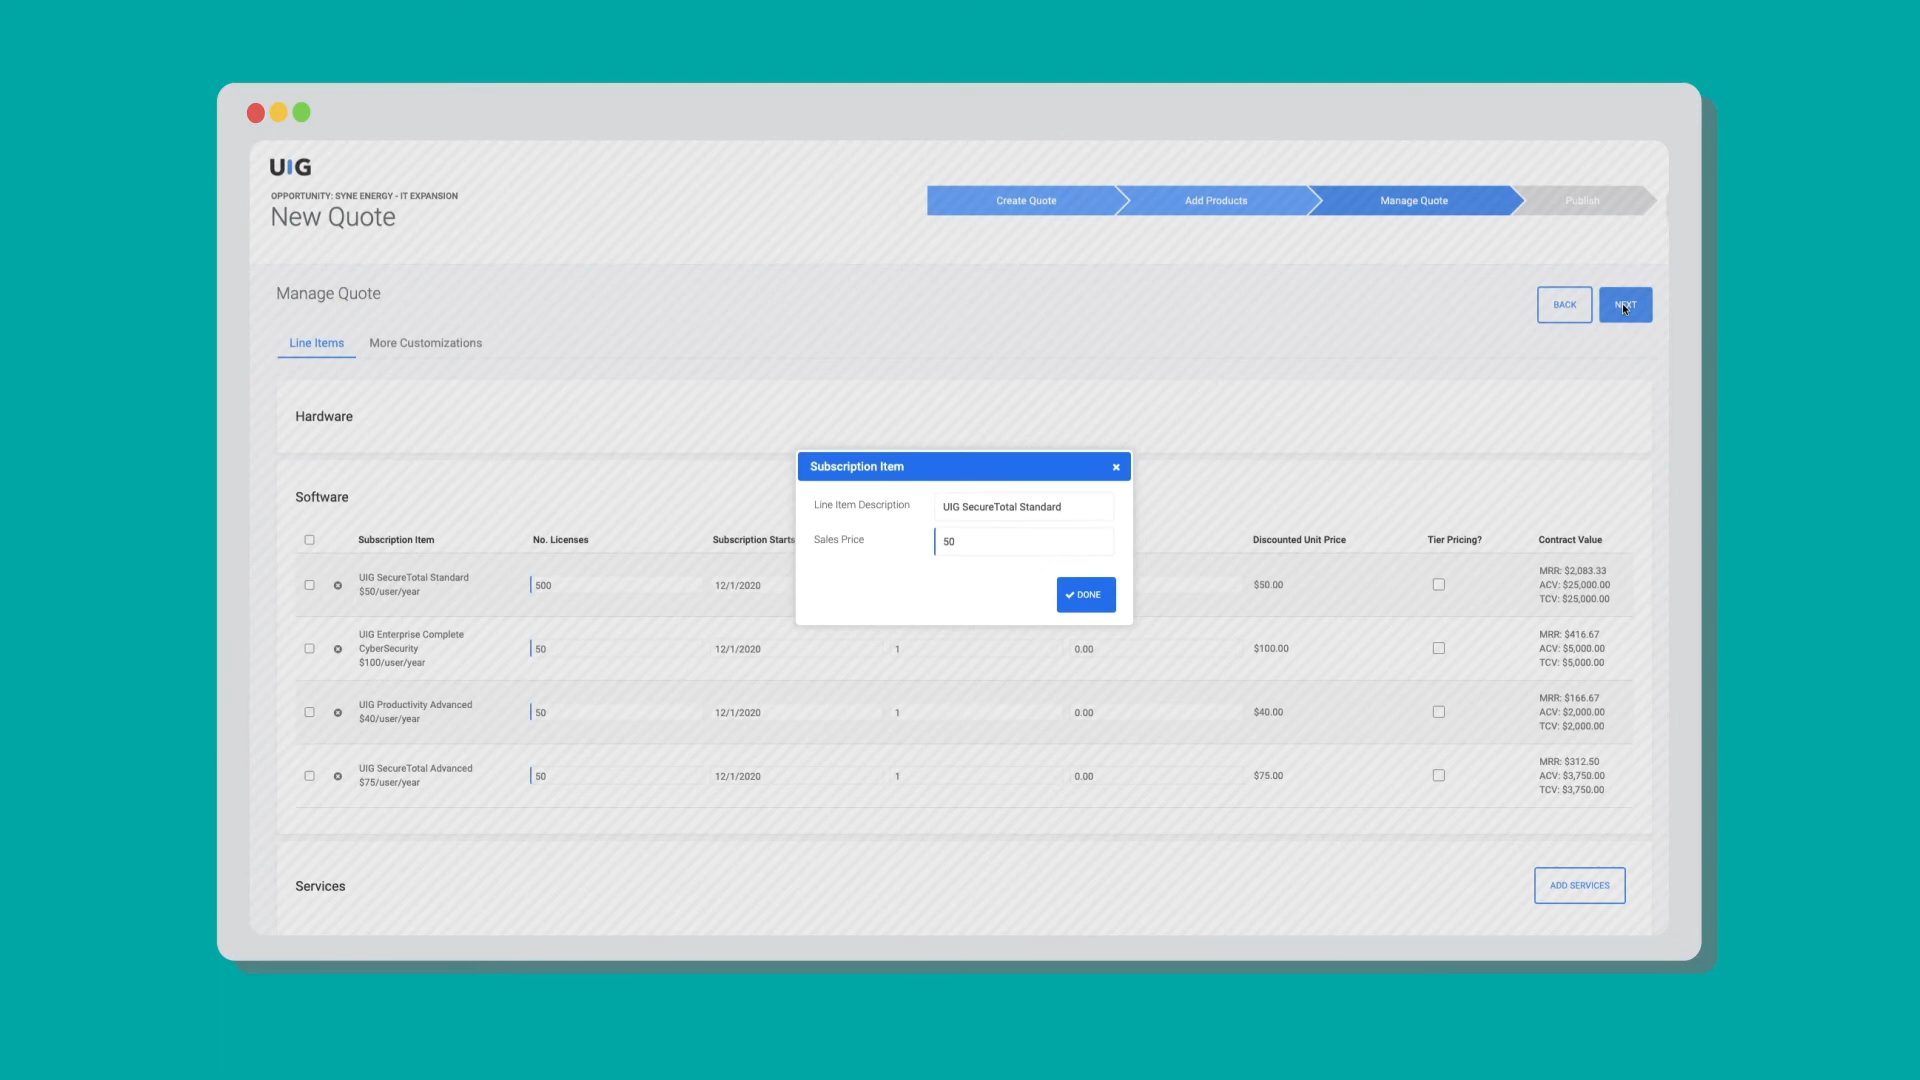 UIG
OPPORTUNITY: SYNE ENERGY - IT EXPANSION
New Quote
Create Quote
Add Products
Manage Quote
Publish
Manage Quote
BACK
NEXT
Line Items
More Customizations
Hardware
Software
Subscription Item
Line Item Description
UIG SecureTotal Standard
Sales Price
50
DONE
Subscription Item No. Licenses Subscription Starts Discounted Unit Price Tier Pricing? Contract Value
UIG SecureTotal Standard
$50/user/year
500 12/1/2020 $50.00
MRR: $2,083.33
ACV: $25,000.00
TCV: $25,000.00
UIG Enterprise Complete
CyberSecurity
$100/user/year
50 12/1/2020 1 0.00 $100.00
MRR: $416.67
ACV: $5,000.00
TCV: $5,000.00
UIG Productivity Advanced
$40/user/year
50 12/1/2020 1 0.00 $40.00
MRR: $166.67
ACV: $2,000.00
TCV: $2,000.00
UIG SecureTotal Advanced
$75/user/year
50 12/1/2020 1 0.00 $75.00
MRR: $312.50
ACV: $3,750.00
TCV: $3,750.00
Services
ADD SERVICES